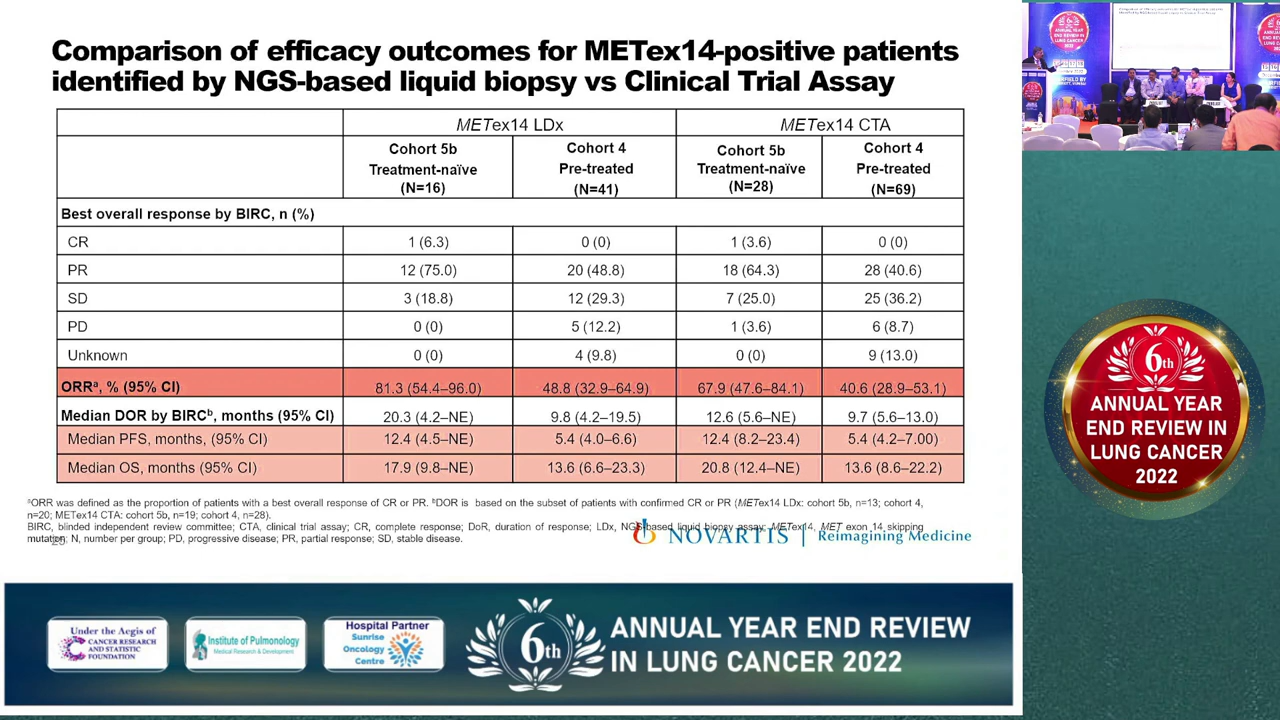 Comparison of efficacy outcomes for METex14-positive patients
identified by NGS-based liquid biopsy vs Clinical Trial Assay
METex14 LDx METex14 CTA
Cohort 5b Treatment-naïve (N=16) Cohort 4 Pre-treated (N=41) Cohort 5b Treatment-naïve (N=28) Cohort 4 Pre-treated (N=69)
Best overall response by BIRC, n (%)
CR 1 (6.3) 0 (0) 1 (3.6) 0 (0)
PR 12 (75.0) 20 (48.8) 18 (64.3) 28 (40.6)
SD 3 (18.8) 12 (29.3) 7 (25.0) 25 (36.2)
PD 0 (0) 5 (12.2) 1 (3.6) 6 (8.7)
Unknown 0 (0) 4 (9.8) 0 (0) 9 (13.0)
ORRᵃ, % (95% CI) 81.3 (54.4–96.0) 48.8 (32.9–64.9) 67.9 (47.6–84.1) 40.6 (28.9–53.1)
Median DOR by BIRCᵇ, months (95% CI) 20.3 (4.2–NE) 9.8 (4.2–19.5) 12.6 (5.6–NE) 9.7 (5.6–13.0)
Median PFS, months, (95% CI) 12.4 (4.5–NE) 5.4 (4.0–6.6) 12.4 (8.2–23.4) 5.4 (4.2–7.00)
Median OS, months (95% CI) 17.9 (9.8–NE) 13.6 (6.6–23.3) 20.8 (12.4–NE) 13.6 (8.6–22.2)
ᵃORR was defined as the proportion of patients with a best overall response of CR or PR. ᵇDOR is based on the subset of patients with confirmed CR or PR (METex14 LDx: cohort 5b, n=13; cohort 4,
n=20; METex14 CTA: cohort 5b, n=19; cohort 4, n=28).
BIRC, blinded independent review committee; CTA, clinical trial assay; CR, complete response; DoR, duration of response; LDx, NGS-based liquid biopsy assay; METex14, MET exon 14 skipping
mutation; N, number per group; PD, progressive disease; PR, partial response; SD, stable disease.
NOVARTIS | Reimagining Medicine
Under the Aegis of
CANCER RESEARCH
AND STATISTIC
FOUNDATION
Institute of Pulmonology
Medical Research & Development
Hospital Partner
Sunrise
Oncology
Centre
6th
ANNUAL YEAR END REVIEW
IN LUNG CANCER 2022
6th
ANNUAL YEAR
END REVIEW IN
LUNG CANCER
2022